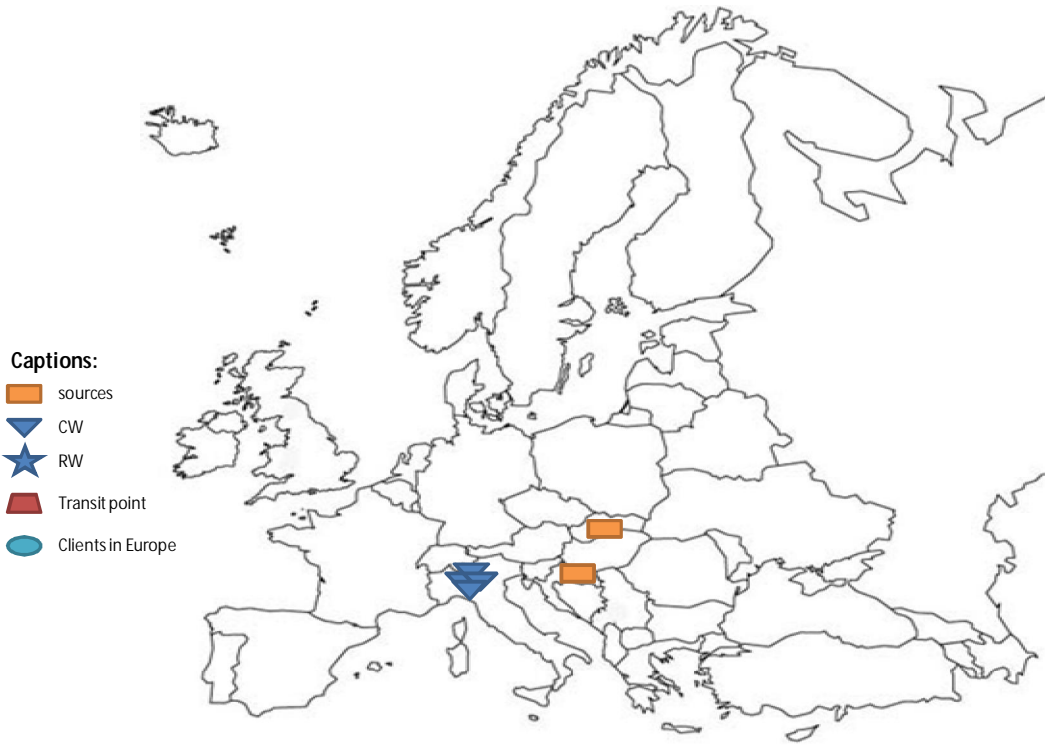 Captions:
sources
CW
RW
Transit point
Clients in Europe